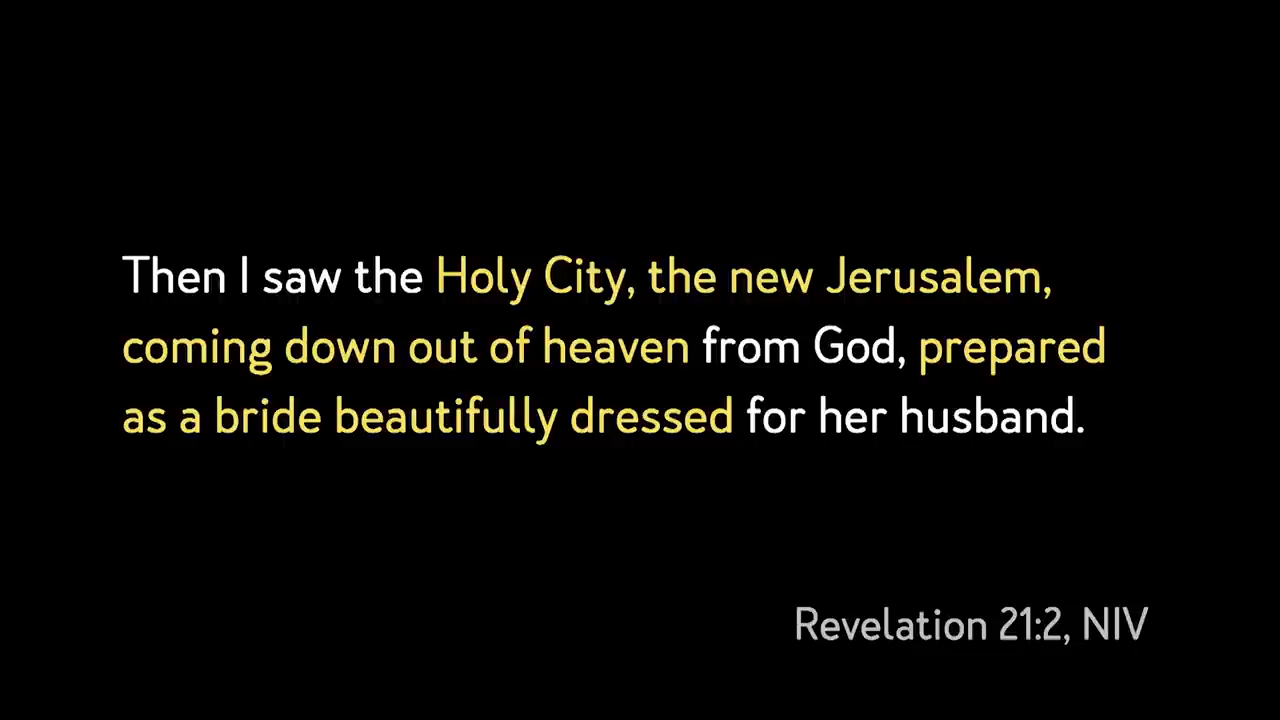 Then I saw the Holy City, the new Jerusalem,
coming down out of heaven from God, prepared
as a bride beautifully dressed for her husband.
Revelation 21:2, NIV